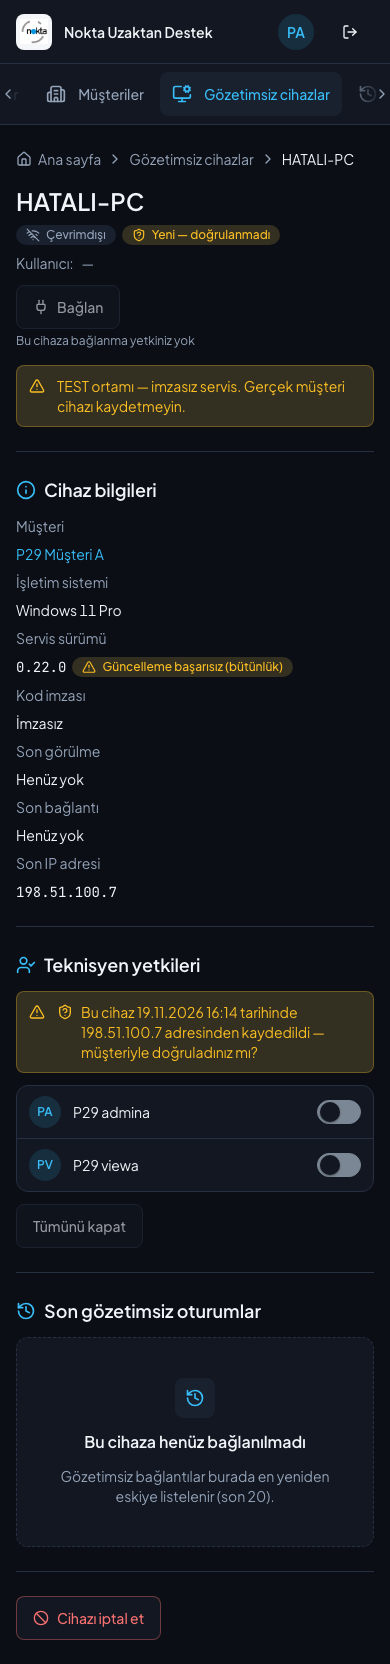 nokta
Nokta Uzaktan Destek
PA
Müşteriler
Gözetimsiz cihazlar
Ana sayfa
Gözetimsiz cihazlar
HATALI-PC
HATALI-PC
Çevrimdışı
Yeni — doğrulanmadı
Kullanıcı: —
Bağlan
Bu cihaza bağlanma yetkiniz yok
TEST ortamı — imzasız servis. Gerçek müşteri
cihazı kaydetmeyin.
Cihaz bilgileri
Müşteri
P29 Müşteri A
İşletim sistemi
Windows 11 Pro
Servis sürümü
0.22.0 Güncelleme başarısız (bütünlük)
Kod imzası
İmzasız
Son görülme
Henüz yok
Son bağlantı
Henüz yok
Son IP adresi
198.51.100.7
Teknisyen yetkileri
Bu cihaz 19.11.2026 16:14 tarihinde
198.51.100.7 adresinden kaydedildi —
müşteriyle doğruladınız mı?
PA P29 admina
PV P29 viewa
Tümünü kapat
Son gözetimsiz oturumlar
Bu cihaza henüz bağlanılmadı
Gözetimsiz bağlantılar burada en yeniden
eskiye listelenir (son 20).
Cihazı iptal et